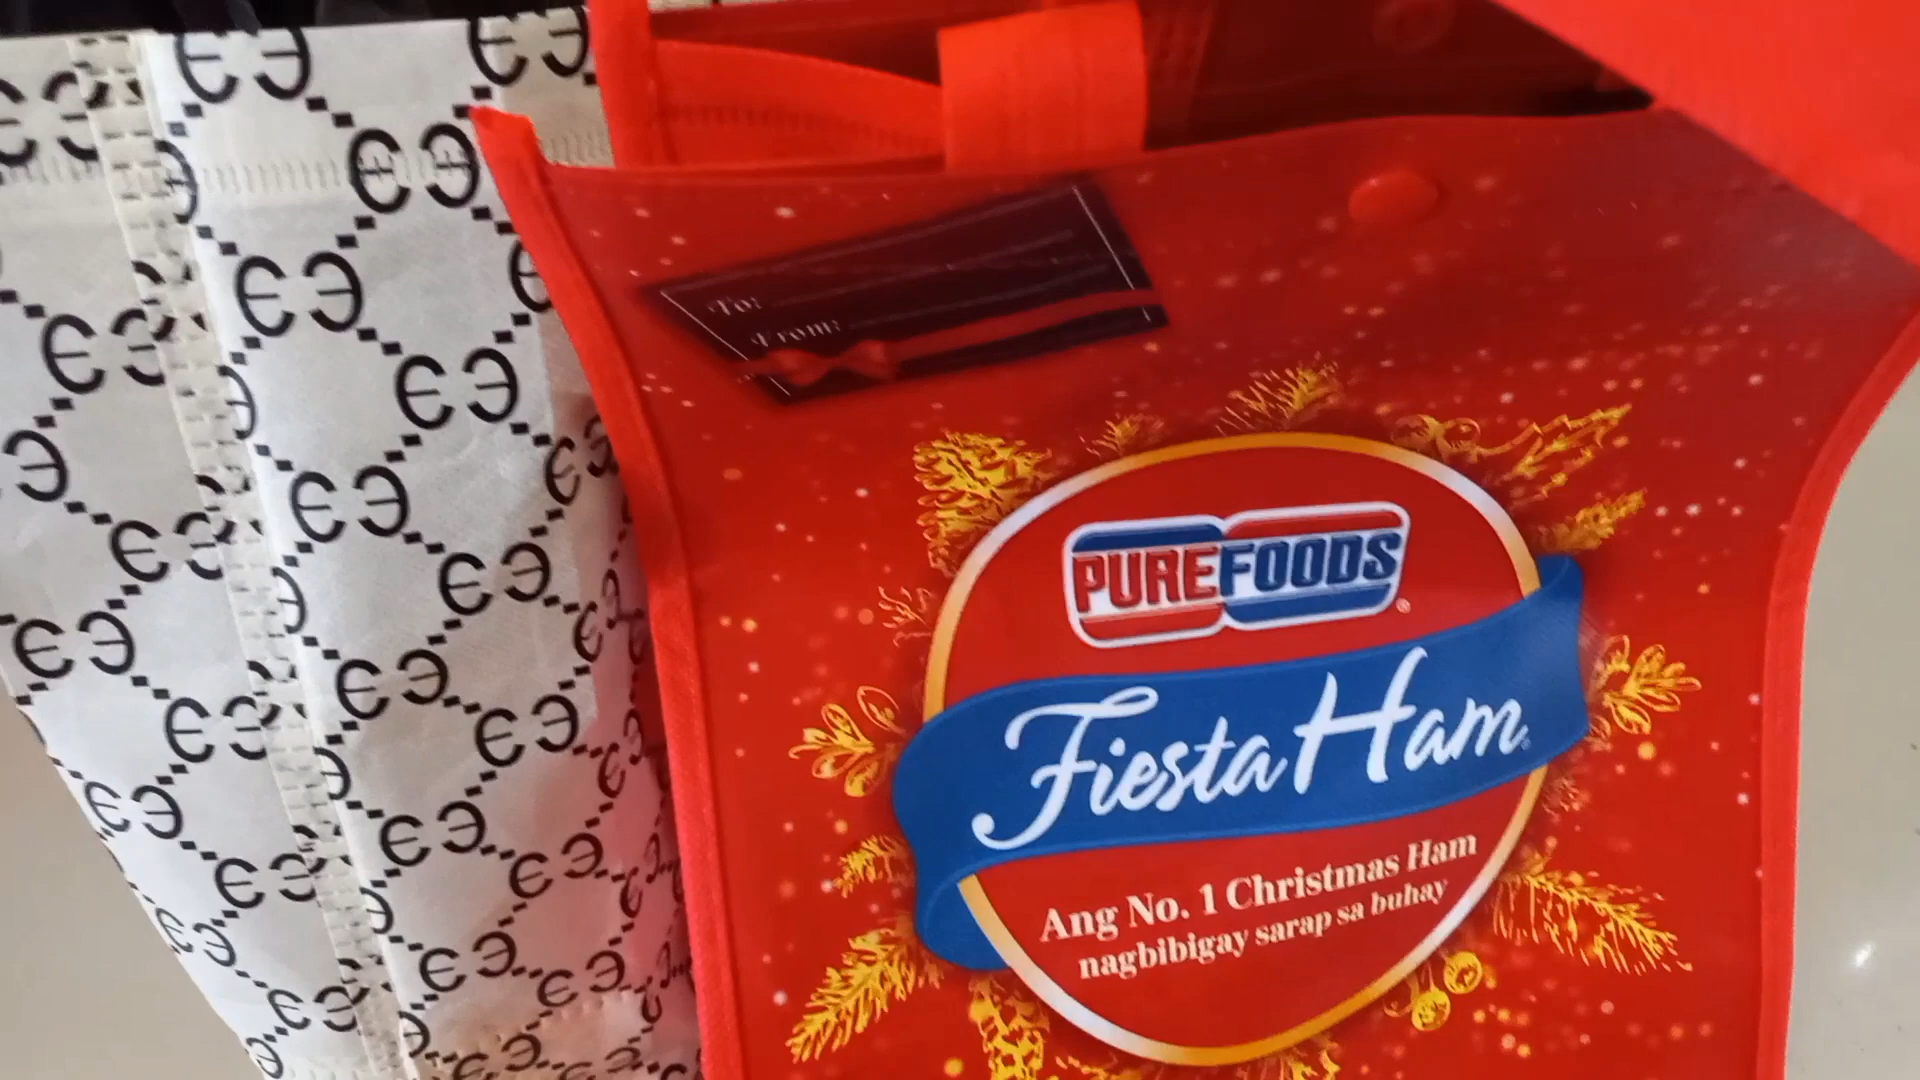 To:
From:
PUREFOODS
Fiesta Ham
Ang No. 1 Christmas Ham
nagbibigay sarap sa buhay